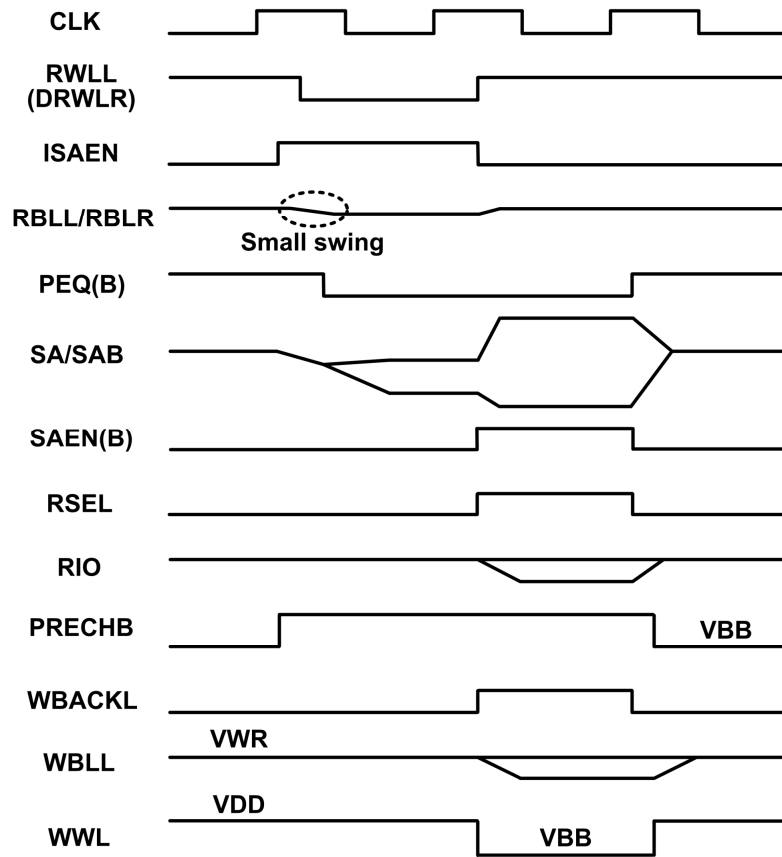 CLK
RWLL
(DRWLR)
ISAEN
RBLL/RBLR
Small swing
PEQ(B)
SA/SAB
SAEN(B)
RSEL
RIO
PRECHB
VBB
WBACKL
VWR
WBLL
VDD
WWL
VBB